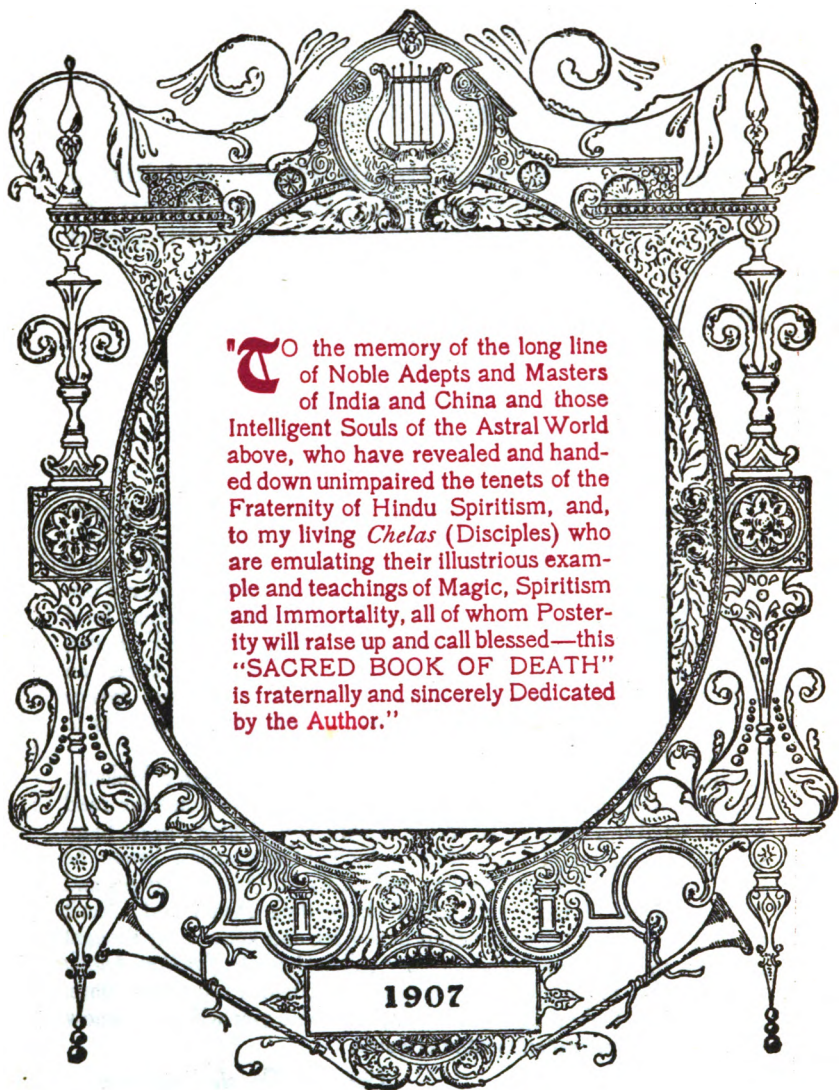 "TO the memory of the long line
of Noble Adepts and Masters
of India and China and those
Intelligent Souls of the Astral World
above, who have revealed and hand-
ed down unimpaired the tenets of the
Fraternity of Hindu Spiritism, and,
to my living Chelas (Disciples) who
are emulating their illustrious exam-
ple and teachings of Magic, Spiritism
and Immortality, all of whom Poster-
ity will raise up and call blessed—this
“SACRED BOOK OF DEATH”
is fraternally and sincerely Dedicated
by the Author.”
1907